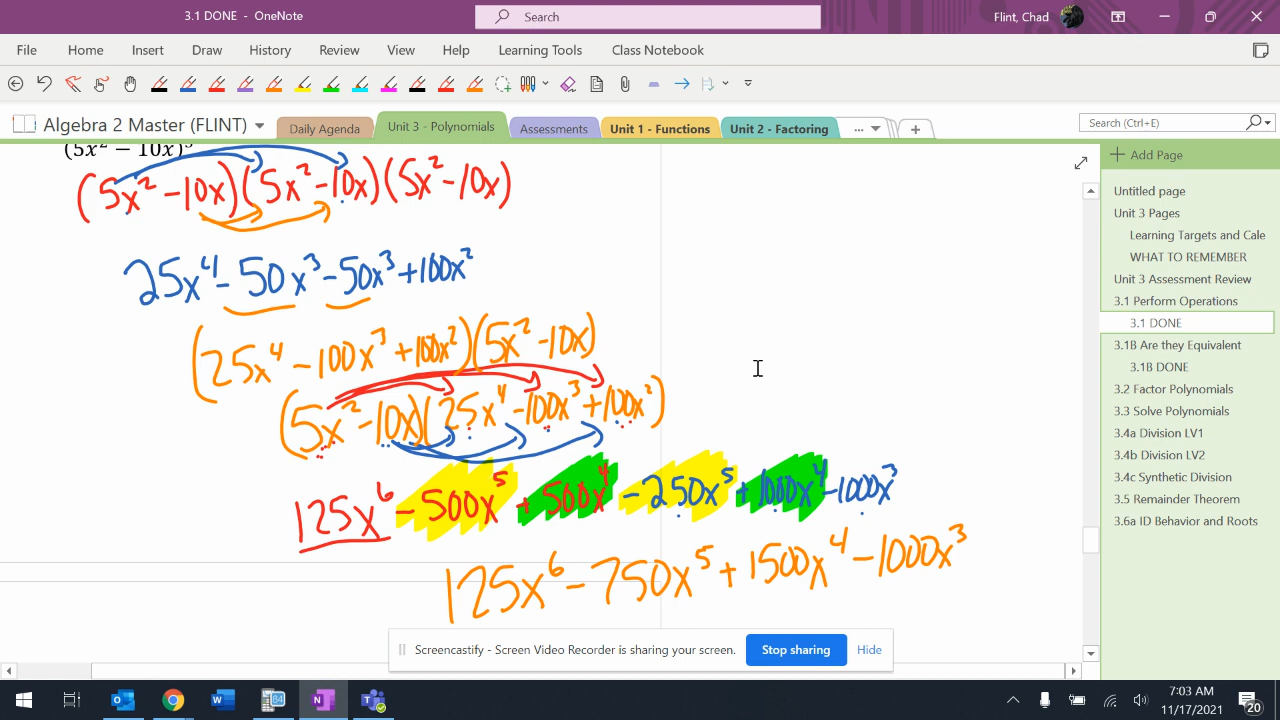 3.1 DONE - OneNote
Search
Flint, Chad
File Home Insert Draw History Review View Help Learning Tools Class Notebook
Algebra 2 Master (FLINT)
Daily Agenda Unit 3 - Polynomials Assessments Unit 1 - Functions Unit 2 - Factoring ... +
Search (Ctrl+E)
(5x² − 10x)³
(5x² − 10x)(5x² − 10x)(5x² − 10x)
25x⁴ − 50x³ − 50x³ + 100x²
(25x⁴ − 100x³ + 100x²)(5x² − 10x)
(5x² − 10x)(25x⁴ − 100x³ + 100x²)
125x⁶ − 500x⁵ + 500x⁴ − 250x⁵ + 1000x⁴ − 1000x³
125x⁶ − 750x⁵ + 1500x⁴ − 1000x³
Add Page
Untitled page
Unit 3 Pages
Learning Targets and Cale
WHAT TO REMEMBER
Unit 3 Assessment Review
3.1 Perform Operations
3.1 DONE
3.1B Are they Equivalent
3.1B DONE
3.2 Factor Polynomials
3.3 Solve Polynomials
3.4a Division LV1
3.4b Division LV2
3.4c Synthetic Division
3.5 Remainder Theorem
3.6a ID Behavior and Roots
Screencastify - Screen Video Recorder is sharing your screen. Stop sharing Hide
7:03 AM
11/17/2021
20